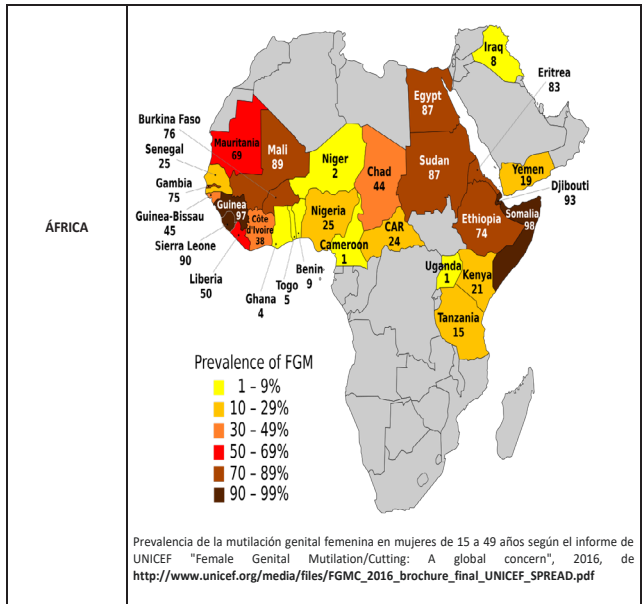 ÁFRICA
Iraq
8
Eritrea
83
Egypt
87
Burkina Faso
76
Mauritania
69
Mali
89
Senegal
25
Niger
2
Chad
44
Sudan
87
Yemen
19
Gambia
75
Djibouti
93
Guinea
97
Guinea-Bissau
45
Côte
d'Ivoire
38
Nigeria
25
CAR
24
Ethiopia
74
Somalia
98
Sierra Leone
90
Cameroon
1
Liberia
50
Benin
9
Togo
5
Ghana
4
Uganda
1
Kenya
21
Tanzania
15
Prevalence of FGM
1 – 9%
10 – 29%
30 – 49%
50 – 69%
70 – 89%
90 – 99%
Prevalencia de la mutilación genital femenina en mujeres de 15 a 49 años según el informe de
UNICEF "Female Genital Mutilation/Cutting: A global concern", 2016, de
http://www.unicef.org/media/files/FGMC_2016_brochure_final_UNICEF_SPREAD.pdf